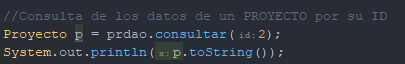 //Consulta de los datos de un PROYECTO por su ID
Proyecto p = prdao.consultar( id: 2);
System.out.println( x: p.toString());